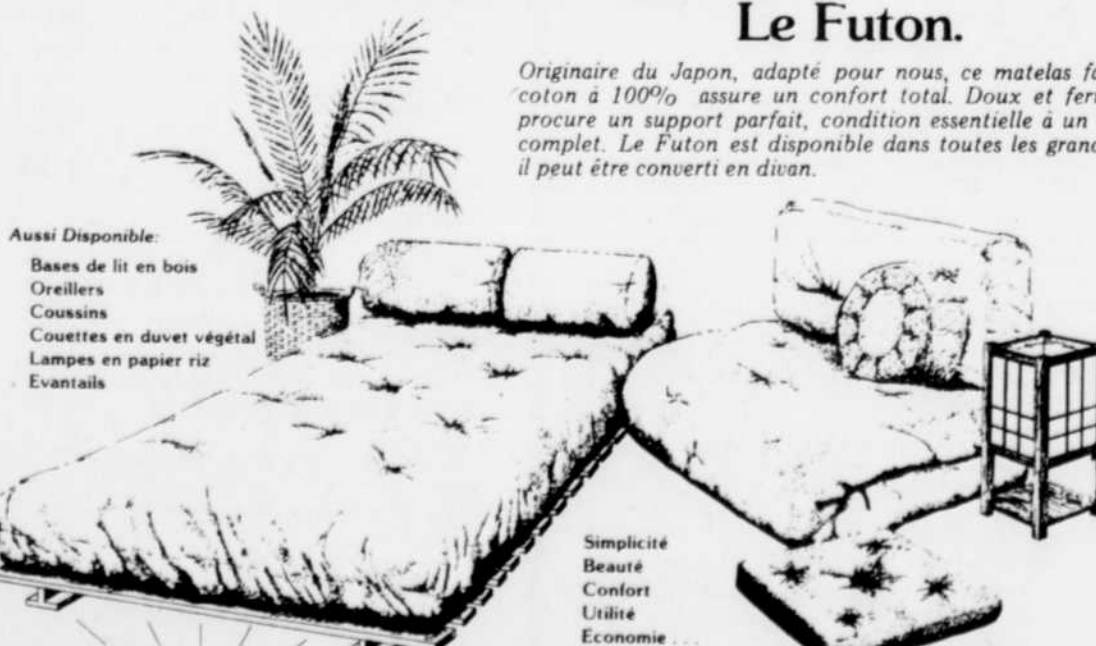 Le Futon.
Originaire du Japon, adapté pour nous, ce matelas
coton à 100% assure un confort total. Doux et
procure un support parfait, condition essentielle à un
complet. Le Futon est disponible dans toutes les
il peut être converti en divan.
Aussi Disponible:
Bases de lit en bois
Oreillers
Coussins
Couettes en duvet végétal
Lampes en papier riz
Evantails
Simplicité
Beauté
Confort
Utilité
Economie ...